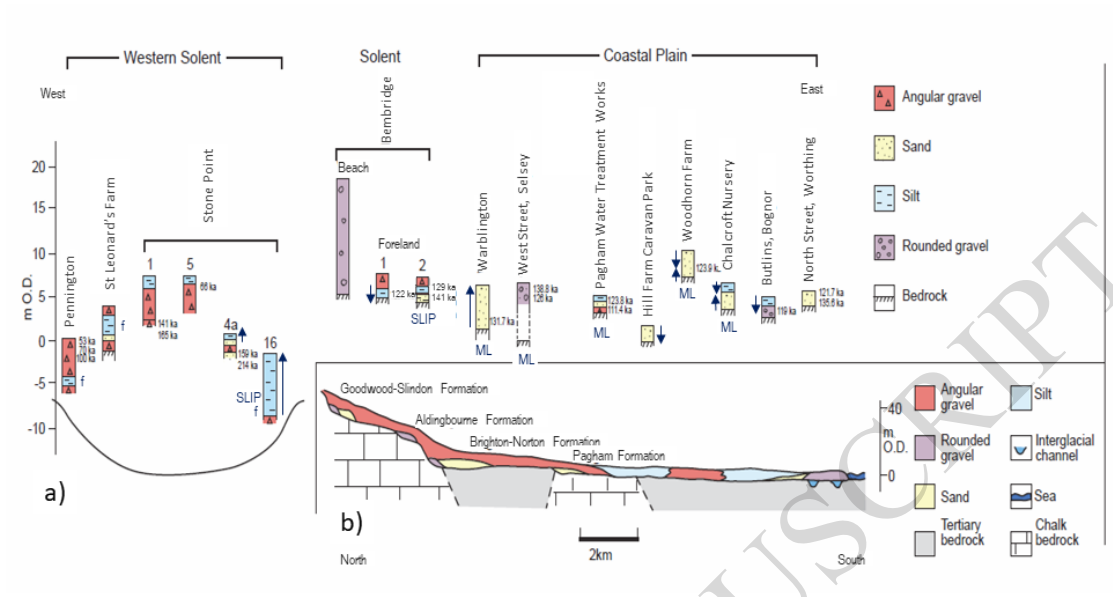 Western Solent
Solent
Coastal Plain
West
East
Bembridge
Beach
Foreland
m O.D.
20
15
10
5
0
-5
-10
Pennington
53 ka
100 ka
f
St Leonard's Farm
f
Stone Point
1
141 ka
165 ka
5
66 ka
4a
159 ka
214 ka
16
SLIP
f
1
122 ka
2
129 ka
141 ka
SLIP
Warblington
131.7 ka
ML
West Street, Selsey
138.8 ka
126 ka
ML
Pagham Water Treatment Works
123.8 ka
111.4 ka
ML
Hill Farm Caravan Park
Woodhorn Farm
123.9 k.
ML
Chalcroft Nursery
ML
Butlins, Bognor
119 ka
North Street, Worthing
121.7 ka
135.6 ka
Angular gravel
Sand
Silt
Rounded gravel
Bedrock
a)
Goodwood-Slindon Formation
Aldingbourne Formation
Brighton-Norton Formation
Pagham Formation
40
m
O.D.
0
b)
North
2km
South
Angular gravel
Silt
Rounded gravel
Interglacial channel
Sand
Sea
Tertiary bedrock
Chalk bedrock
USCRIPT